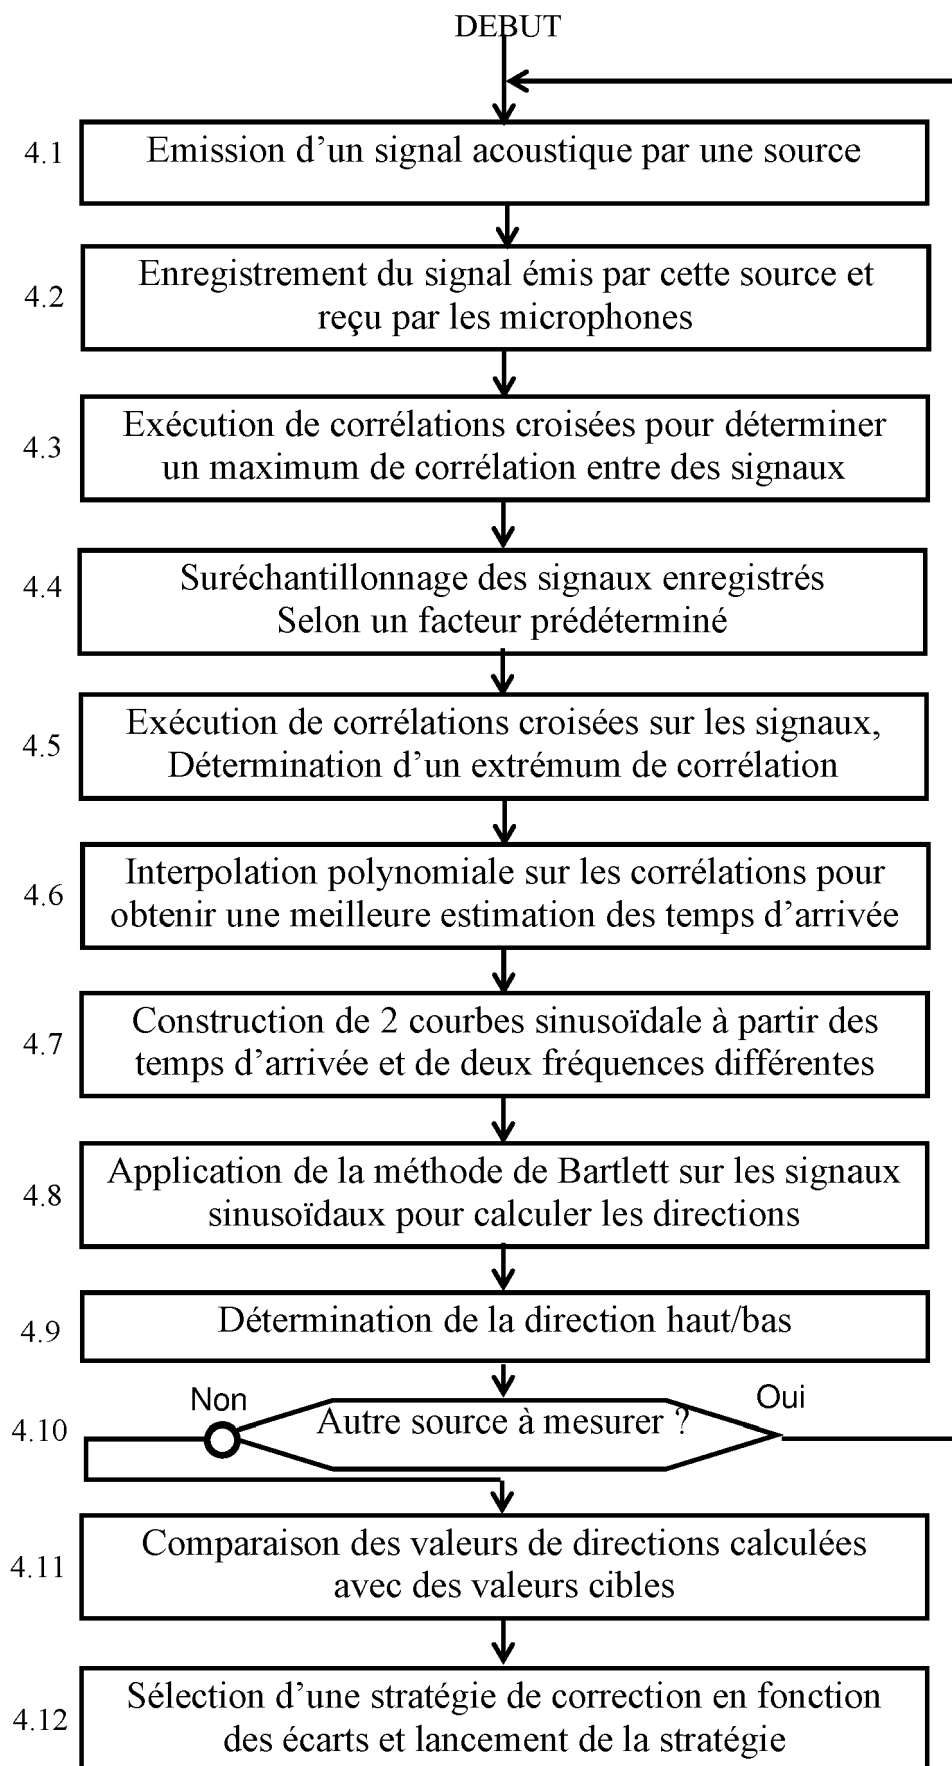 DEBUT
4.1
Emission d’un signal acoustique par une source
4.2
Enregistrement du signal émis par cette source et
reçu par les microphones
4.3
Exécution de corrélations croisées pour déterminer
un maximum de corrélation entre des signaux
4.4
Suréchantillonnage des signaux enregistrés
Selon un facteur prédéterminé
4.5
Exécution de corrélations croisées sur les signaux,
Détermination d’un extrémum de corrélation
4.6
Interpolation polynomiale sur les corrélations pour
obtenir une meilleure estimation des temps d’arrivée
4.7
Construction de 2 courbes sinusoïdale à partir des
temps d’arrivée et de deux fréquences différentes
4.8
Application de la méthode de Bartlett sur les signaux
sinusoïdaux pour calculer les directions
4.9
Détermination de la direction haut/bas
Non
Oui
4.10
Autre source à mesurer ?
4.11
Comparaison des valeurs de directions calculées
avec des valeurs cibles
4.12
Sélection d’une stratégie de correction en fonction
des écarts et lancement de la stratégie